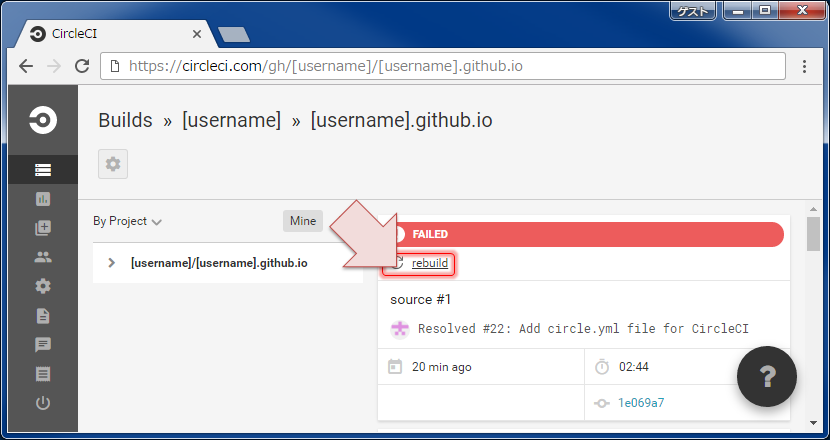 ゲスト
CircleCI
https://circleci.com/gh/[username]/[username].github.io
Builds » [username] » [username].github.io
By Project
Mine
[username]/[username].github.io
FAILED
rebuild
source #1
Resolved #22: Add circle.yml file for CircleCI
20 min ago
02:44
1e069a7
?